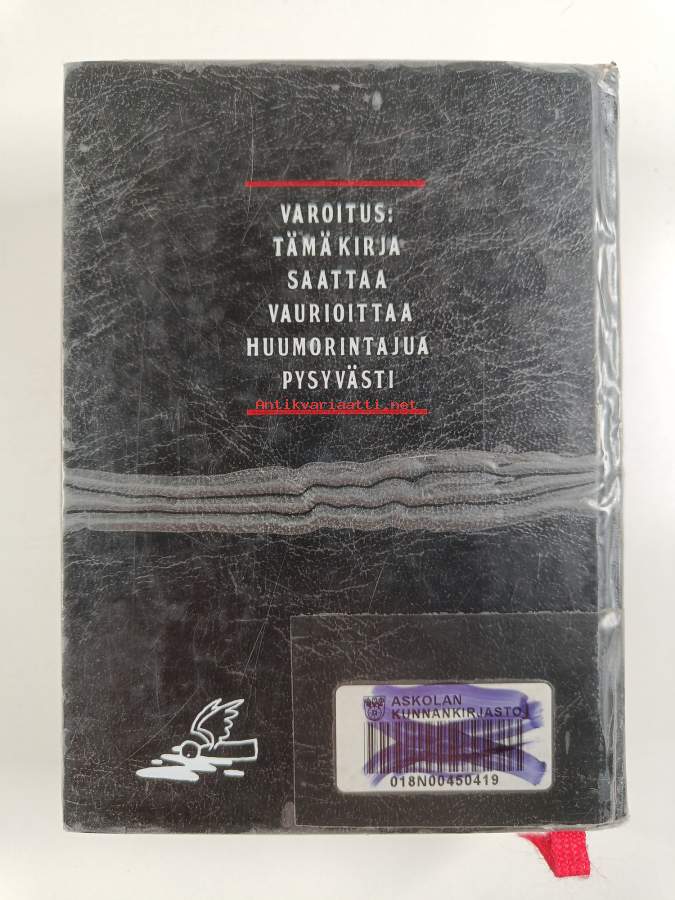 VAROITUS:
TÄMÄ KIRJA
SAATTAA
VAURIOITTAA
HUUMORINTAJUA
PYSYVÄSTI
Antikvariaatti.net
ASKOLAN
KUNNANKIRJASTO
018N00450419